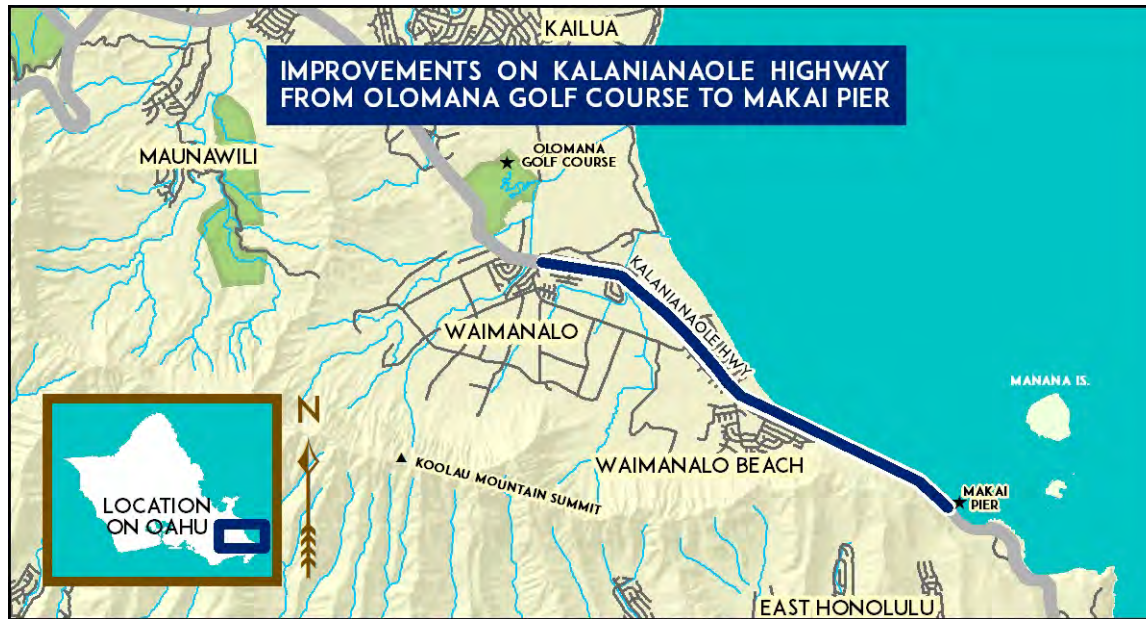 KAILUA
IMPROVEMENTS ON KALANIANAOLE HIGHWAY
FROM OLOMANA GOLF COURSE TO MAKAI PIER
MAUNAWILI
OLOMANA
GOLF COURSE
KALANIANAOLE HWY
WAIMANALO
MANANA IS.
N
WAIMANALO BEACH
KOOLAU MOUNTAIN SUMMIT
LOCATION
ON OAHU
MAKAI
PIER
EAST HONOLULU